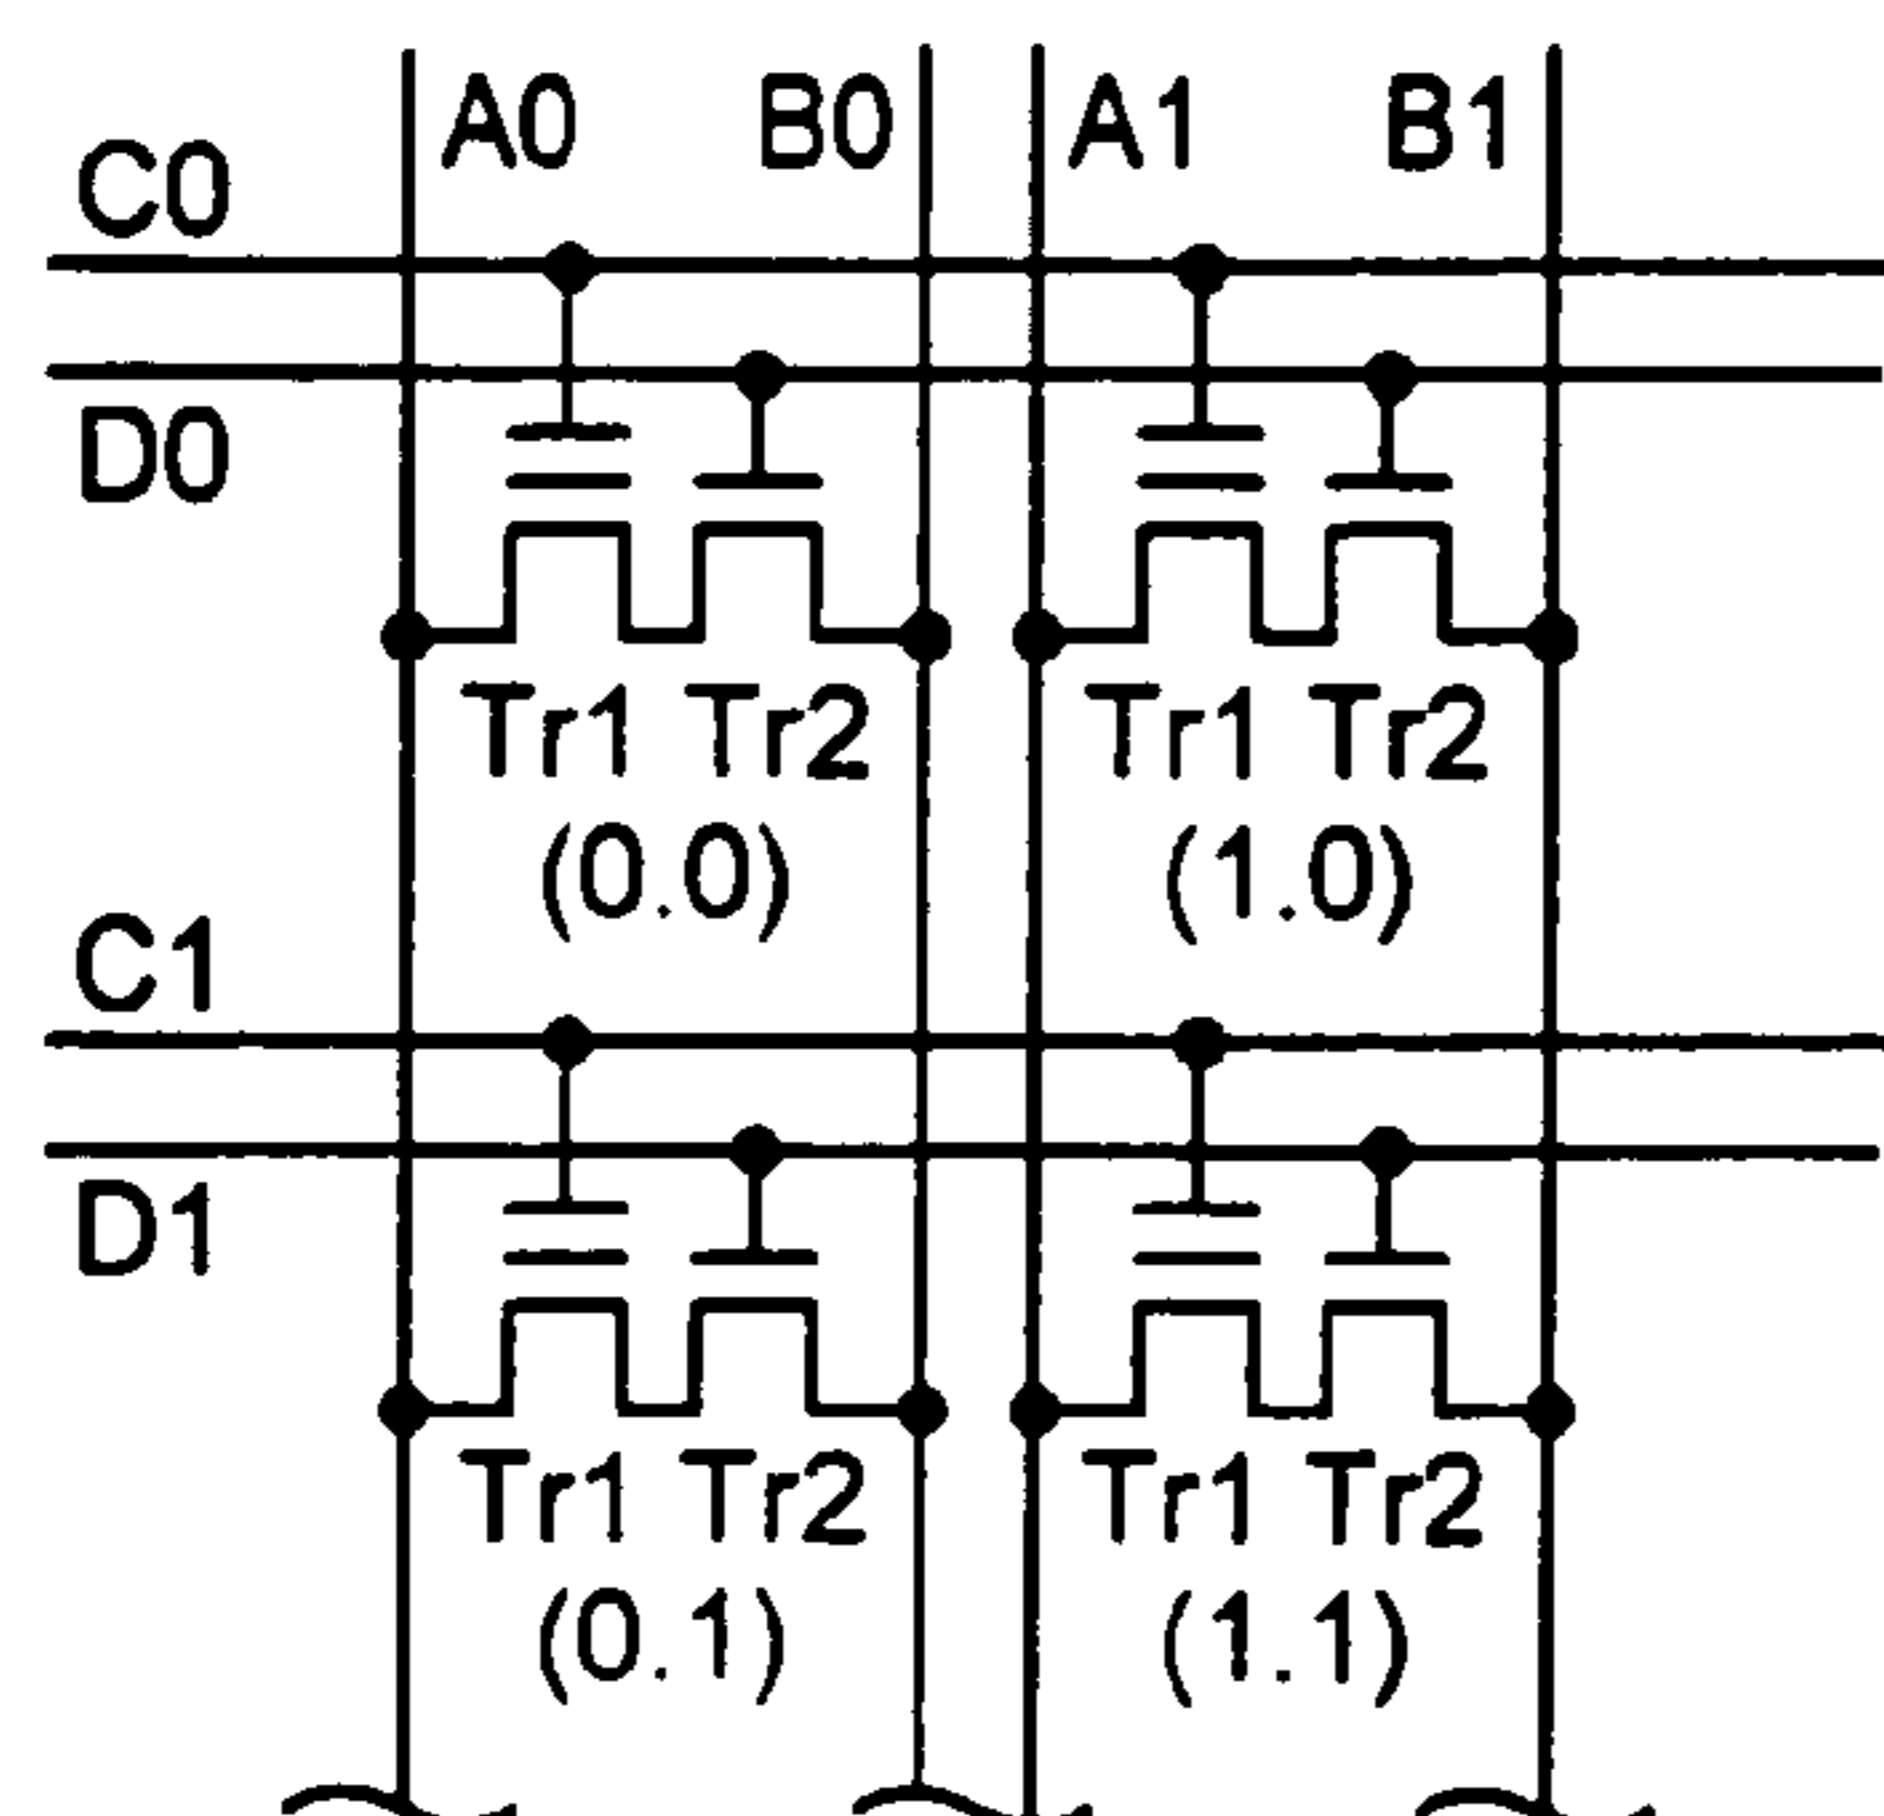 A0 B0 A1 B1
C0
D0
Tr1 Tr2 Tr1 Tr2
(0.0) (1.0)
C1
D1
Tr1 Tr2 Tr1 Tr2
(0.1) (1.1)